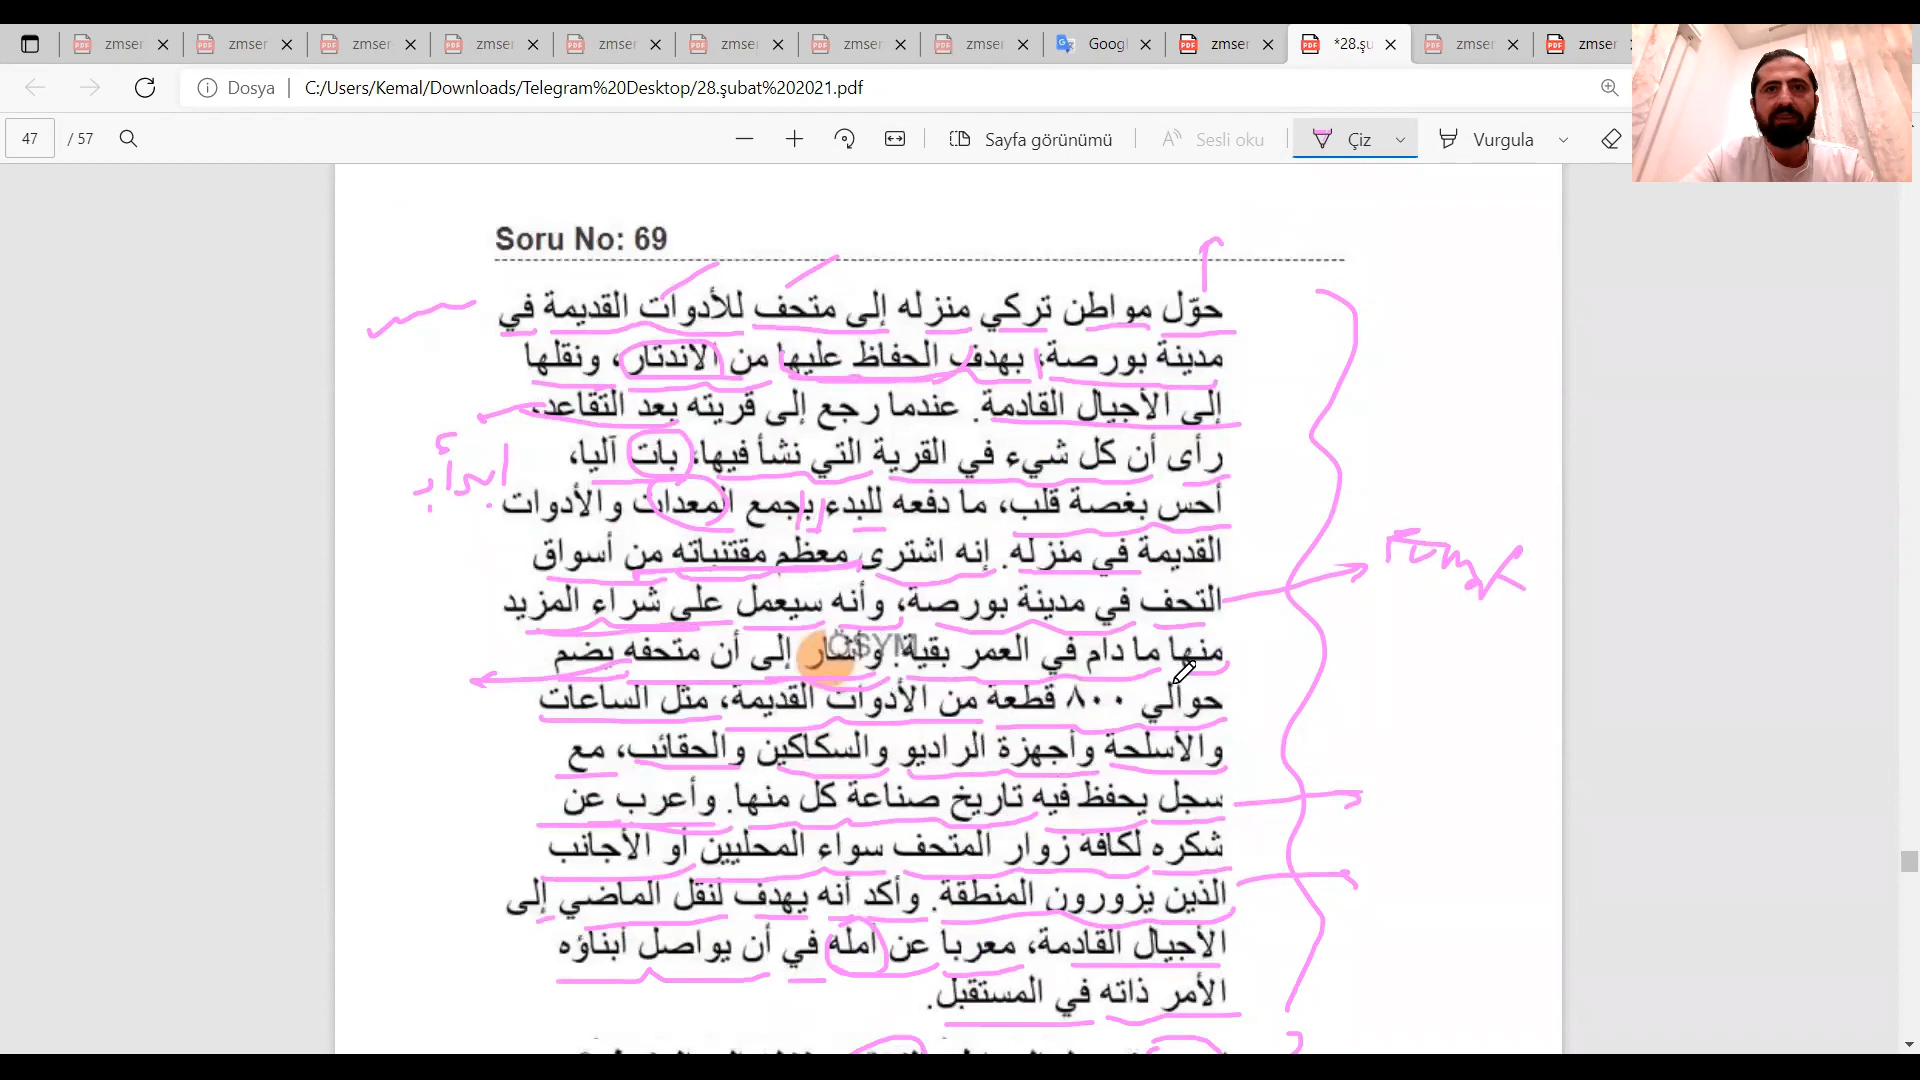 zmser
zmser
zmser
zmser
zmser
zmser
zmser
zmser
Googl
zmser
*28.şu
zmser
zmser
Dosya
C:/Users/Kemal/Downloads/Telegram%20Desktop/28.şubat%202021.pdf
47
/ 57
Sayfa görünümü
Sesli oku
Çiz
Vurgula
Soru No: 69
حوّل مواطن تركي منزله إلى متحف للأدوات القديمة في
مدينة بورصة، بهدف الحفاظ عليها من الاندثار، ونقلها
إلى الأجيال القادمة. عندما رجع إلى قريته بعد التقاعد،
رأى أن كل شيء في القرية التي نشأ فيها، بات آليا،
أحس بغصة قلب، ما دفعه للبدء بجمع المعدات والأدوات
القديمة في منزله. إنه اشترى معظم مقتنياته من أسواق
التحف في مدينة بورصة، وأنه سيعمل على شراء المزيد
منها ما دام في العمر بقية. وأشار إلى أن متحفه يضم
ÖSYM
حوالي ٨٠٠ قطعة من الأدوات القديمة، مثل الساعات
والأسلحة وأجهزة الراديو والسكاكين والحقائب، مع
سجل يحفظ فيه تاريخ صناعة كل منها. وأعرب عن
شكره لكافة زوار المتحف سواء المحليين أو الأجانب
الذين يزورون المنطقة. وأكد أنه يهدف لنقل الماضي إلى
الأجيال القادمة، معربا عن أمله في أن يواصل أبناؤه
الأمر ذاته في المستقبل.